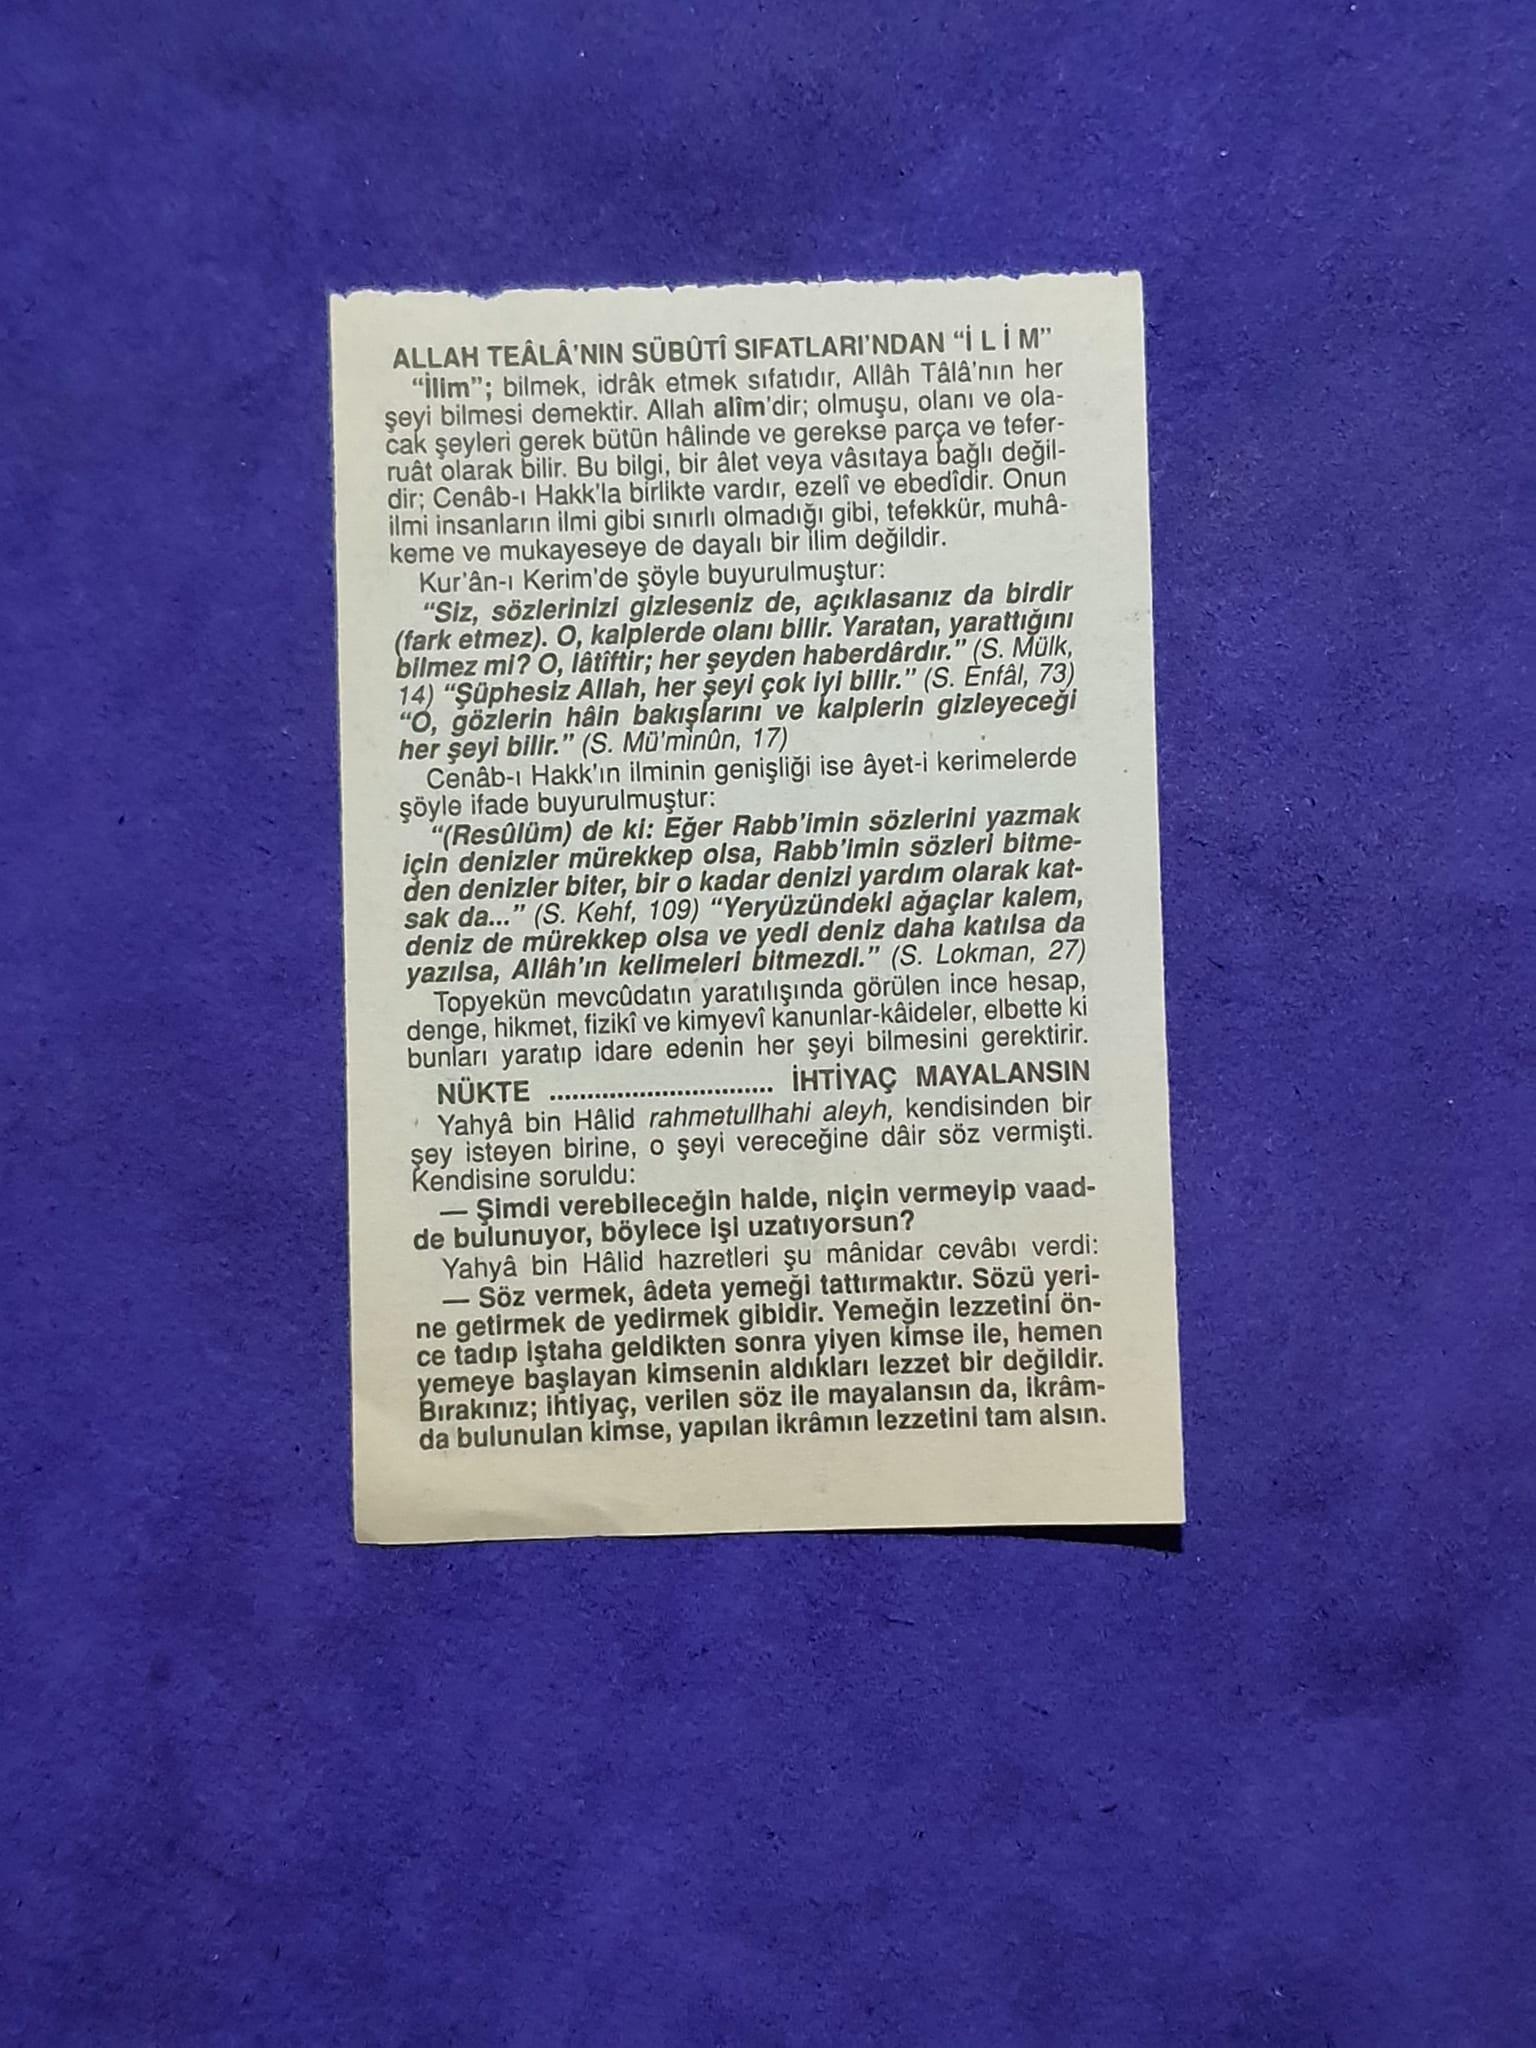 ALLAH TEÂLÂ'NIN SÜBÛTÎ SIFATLARI'NDAN “İ L İ M”
“İlim”; bilmek, idrâk etmek sıfatıdır, Allâh Tâlâ'nın her
şeyi bilmesi demektir. Allah alîm'dir; olmuşu, olanı ve ola-
cak şeyleri gerek bütün hâlinde ve gerekse parça ve tefer-
ruât olarak bilir. Bu bilgi, bir âlet veya vâsıtaya bağlı değil-
dir; Cenâb-ı Hakk'la birlikte vardır, ezelî ve ebedîdir. Onun
ilmi insanların ilmi gibi sınırlı olmadığı gibi, tefekkür, muhâ-
keme ve mukayeseye de dayalı bir ilim değildir.
Kur'ân-ı Kerim'de şöyle buyurulmuştur:
“Siz, sözlerinizi gizleseniz de, açıklasanız da birdir
(fark etmez). O, kalplerde olanı bilir. Yaratan, yarattığını
bilmez mi? O, lâtîftir; her şeyden haberdârdır.” (S. Mülk,
14) “Şüphesiz Allah, her şeyi çok iyi bilir.” (S. Enfâl, 73)
“O, gözlerin hâin bakışlarını ve kalplerin gizleyeceği
her şeyi bilir.” (S. Mü'minûn, 17)
Cenâb-ı Hakk'ın ilminin genişliği ise âyet-i kerimelerde
şöyle ifade buyurulmuştur:
“(Resûlüm) de ki: Eğer Rabb'imin sözlerini yazmak
için denizler mürekkep olsa, Rabb'imin sözleri bitme-
den denizler biter, bir o kadar denizi yardım olarak kat-
sak da...” (S. Kehf, 109) “Yeryüzündeki ağaçlar kalem,
deniz de mürekkep olsa ve yedi deniz daha katılsa da
yazılsa, Allâh'ın kelimeleri bitmezdi.” (S. Lokman, 27)
Topyekün mevcûdatın yaratılışında görülen ince hesap,
denge, hikmet, fizikî ve kimyevî kanunlar-kâideler, elbette ki
bunları yaratıp idare edenin her şeyi bilmesini gerektirir.
NÜKTE .............................. İHTİYAÇ MAYALANSIN
Yahyâ bin Hâlid rahmetullhahi aleyh, kendisinden bir
şey isteyen birine, o şeyi vereceğine dâir söz vermişti.
Kendisine soruldu:
— Şimdi verebileceğin halde, niçin vermeyip vaad-
de bulunuyor, böylece işi uzatıyorsun?
Yahyâ bin Hâlid hazretleri şu mânidar cevâbı verdi:
— Söz vermek, âdeta yemeği tattırmaktır. Sözü yeri-
ne getirmek de yedirmek gibidir. Yemeğin lezzetini ön-
ce tadıp iştaha geldikten sonra yiyen kimse ile, hemen
yemeye başlayan kimsenin aldıkları lezzet bir değildir.
Bırakınız; ihtiyaç, verilen söz ile mayalansın da, ikrâm-
da bulunulan kimse, yapılan ikrâmın lezzetini tam alsın.